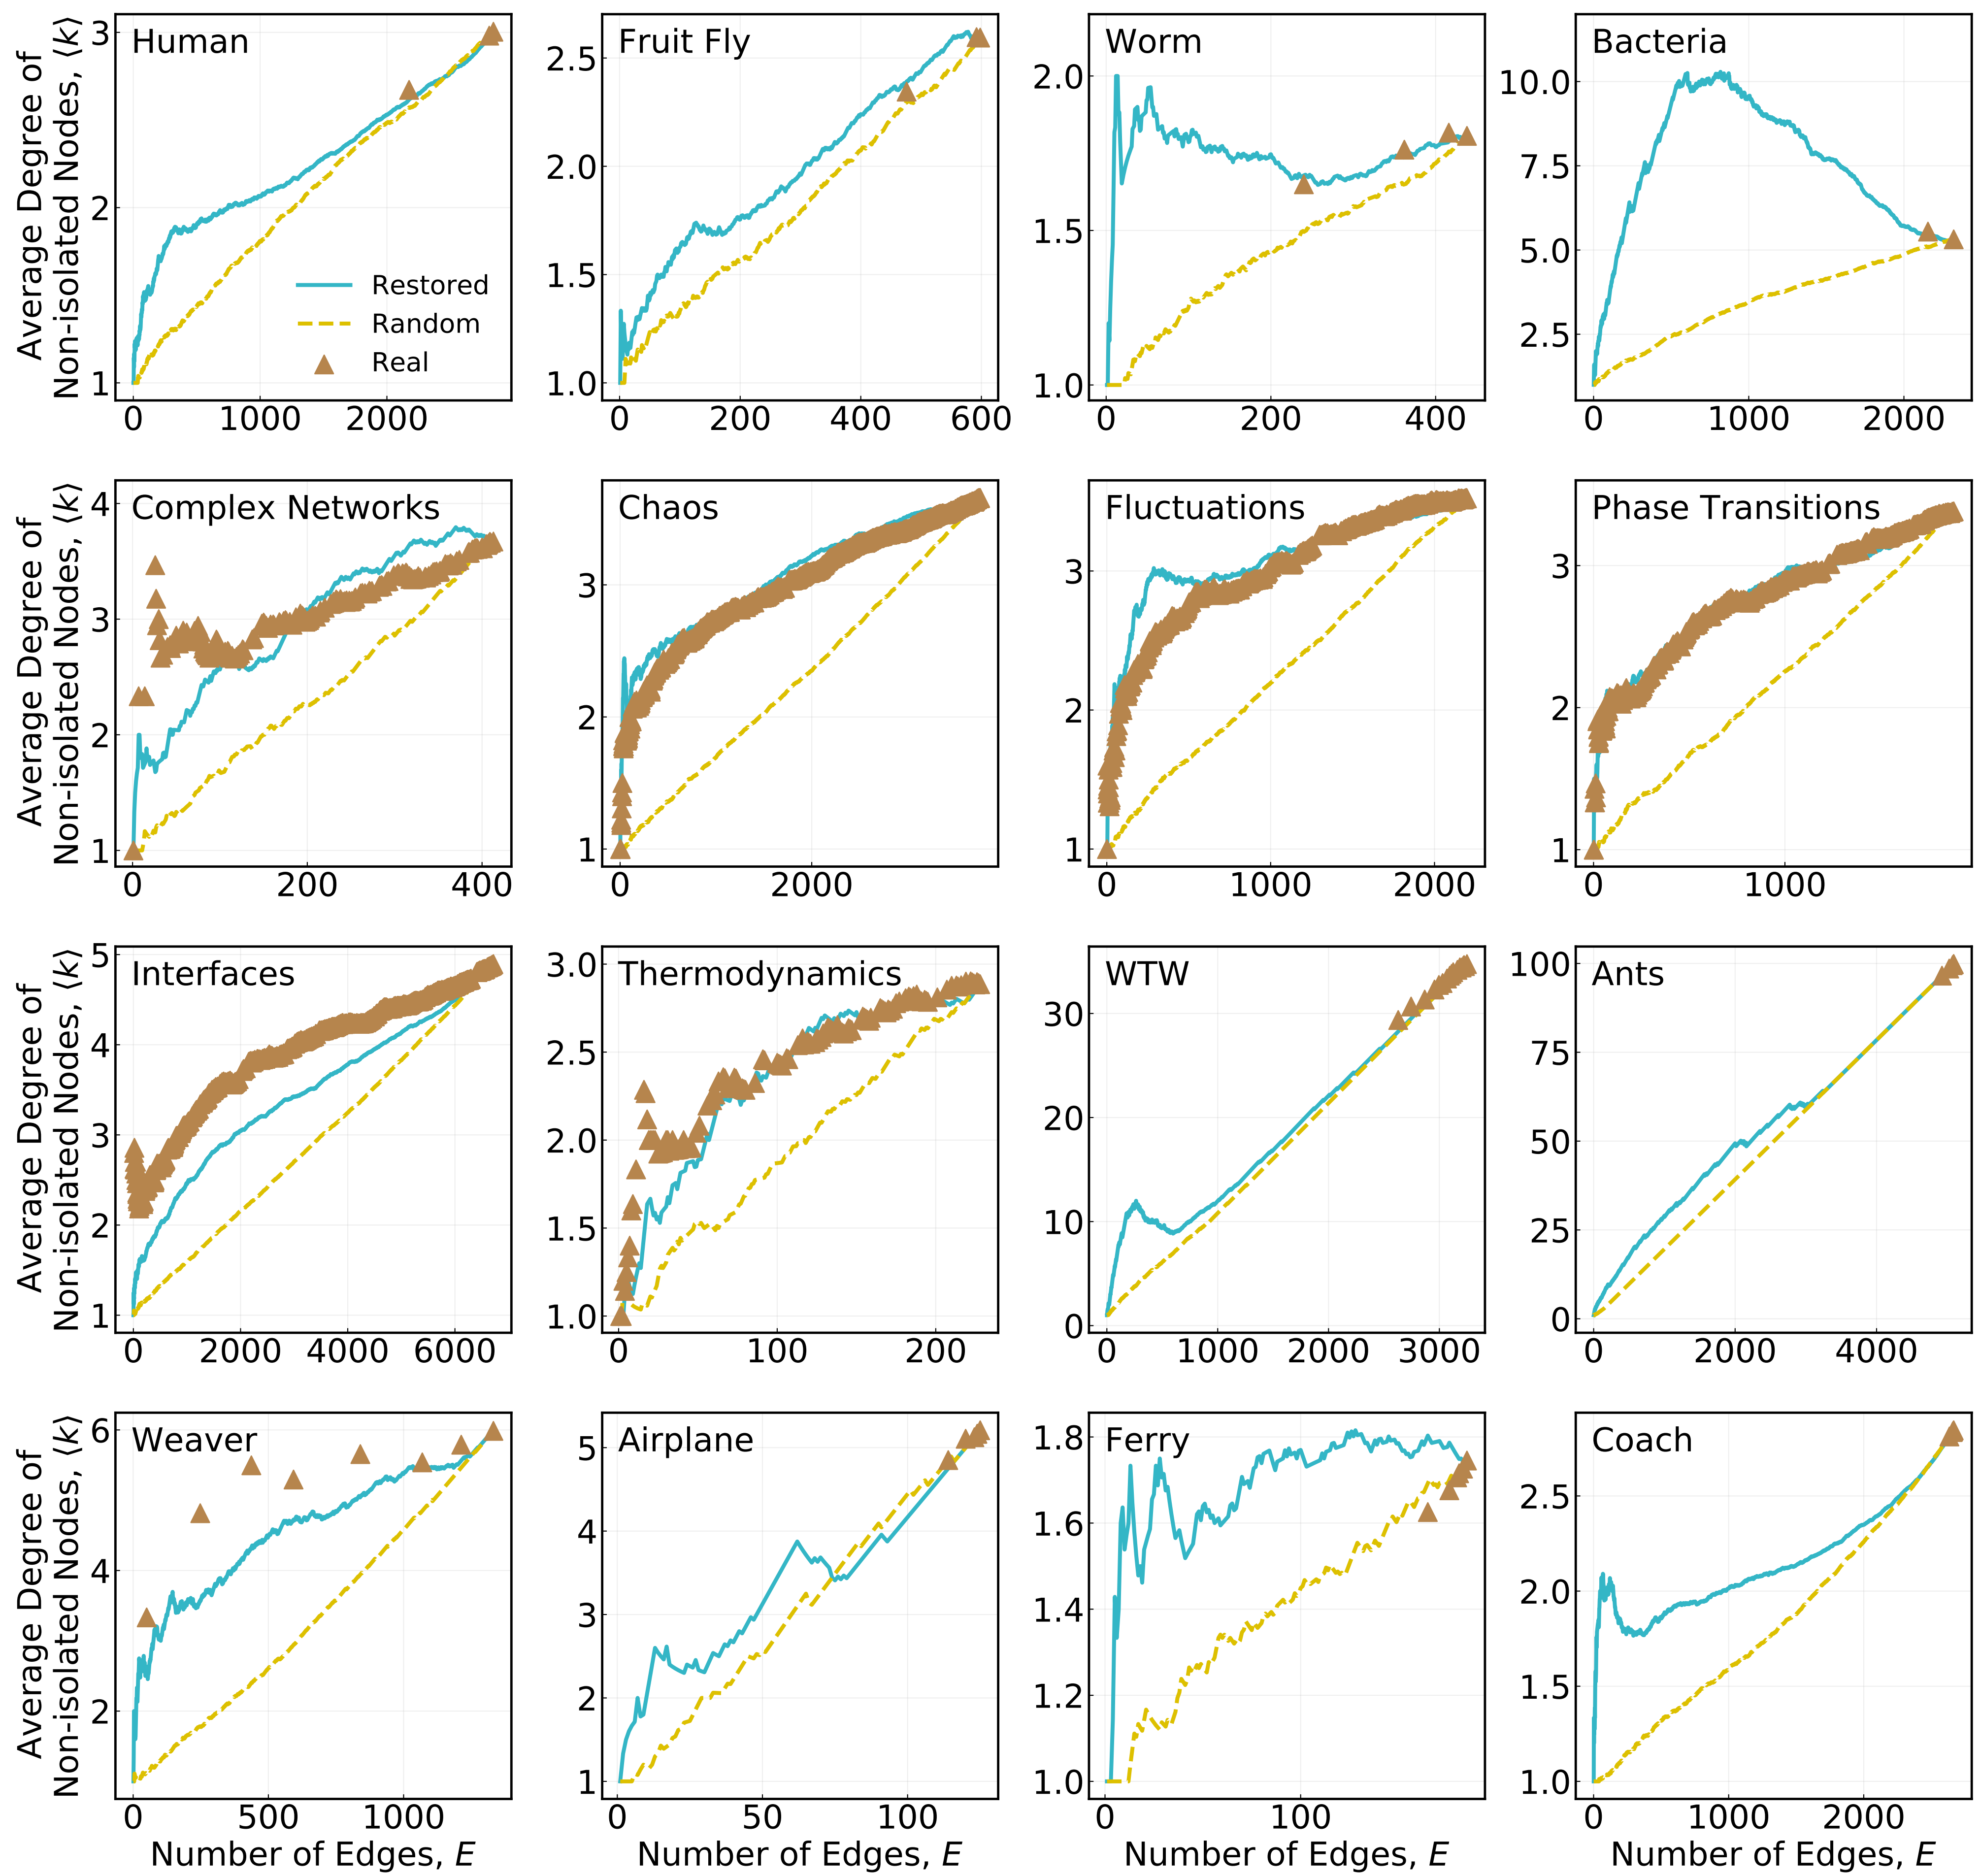 Average Degree of
Non-isolated Nodes, ⟨k⟩
Human
3
2
1
0 1000 2000
Restored
Random
Real
Fruit Fly
2.5
2.0
1.5
1.0
0 200 400 600
Worm
2.0
1.5
1.0
0 200 400
Bacteria
10.0
7.5
5.0
2.5
0 1000 2000
Average Degree of
Non-isolated Nodes, ⟨k⟩
Complex Networks
4
3
2
1
0 200 400
Chaos
3
2
1
0 2000
Fluctuations
3
2
1
0 1000 2000
Phase Transitions
3
2
1
0 1000
Average Degree of
Non-isolated Nodes, ⟨k⟩
Interfaces
5
4
3
2
1
0 2000 4000 6000
Thermodynamics
3.0
2.5
2.0
1.5
1.0
0 100 200
WTW
30
20
10
0
0 1000 2000 3000
Ants
100
75
50
25
0
0 2000 4000
Average Degree of
Non-isolated Nodes, ⟨k⟩
Weaver
6
4
2
0 500 1000
Number of Edges, E
Airplane
5
4
3
2
1
0 50 100
Number of Edges, E
Ferry
1.8
1.6
1.4
1.2
1.0
0 100
Number of Edges, E
Coach
2.5
2.0
1.5
1.0
0 1000 2000
Number of Edges, E